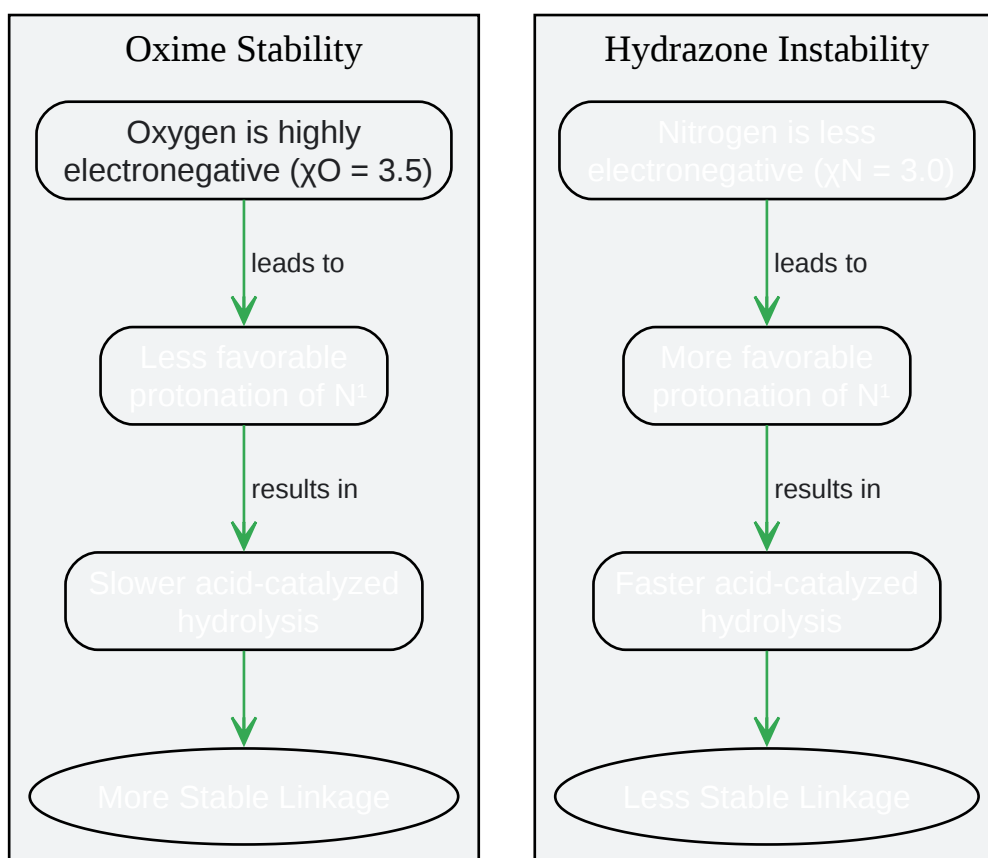 Oxime Stability
Oxygen is highly
electronegative (χO = 3.5)
leads to
Less favorable
protonation of N¹
results in
Slower acid-catalyzed
hydrolysis
More Stable Linkage
Hydrazone Instability
Nitrogen is less
electronegative (χN = 3.0)
leads to
More favorable
protonation of N¹
results in
Faster acid-catalyzed
hydrolysis
Less Stable Linkage